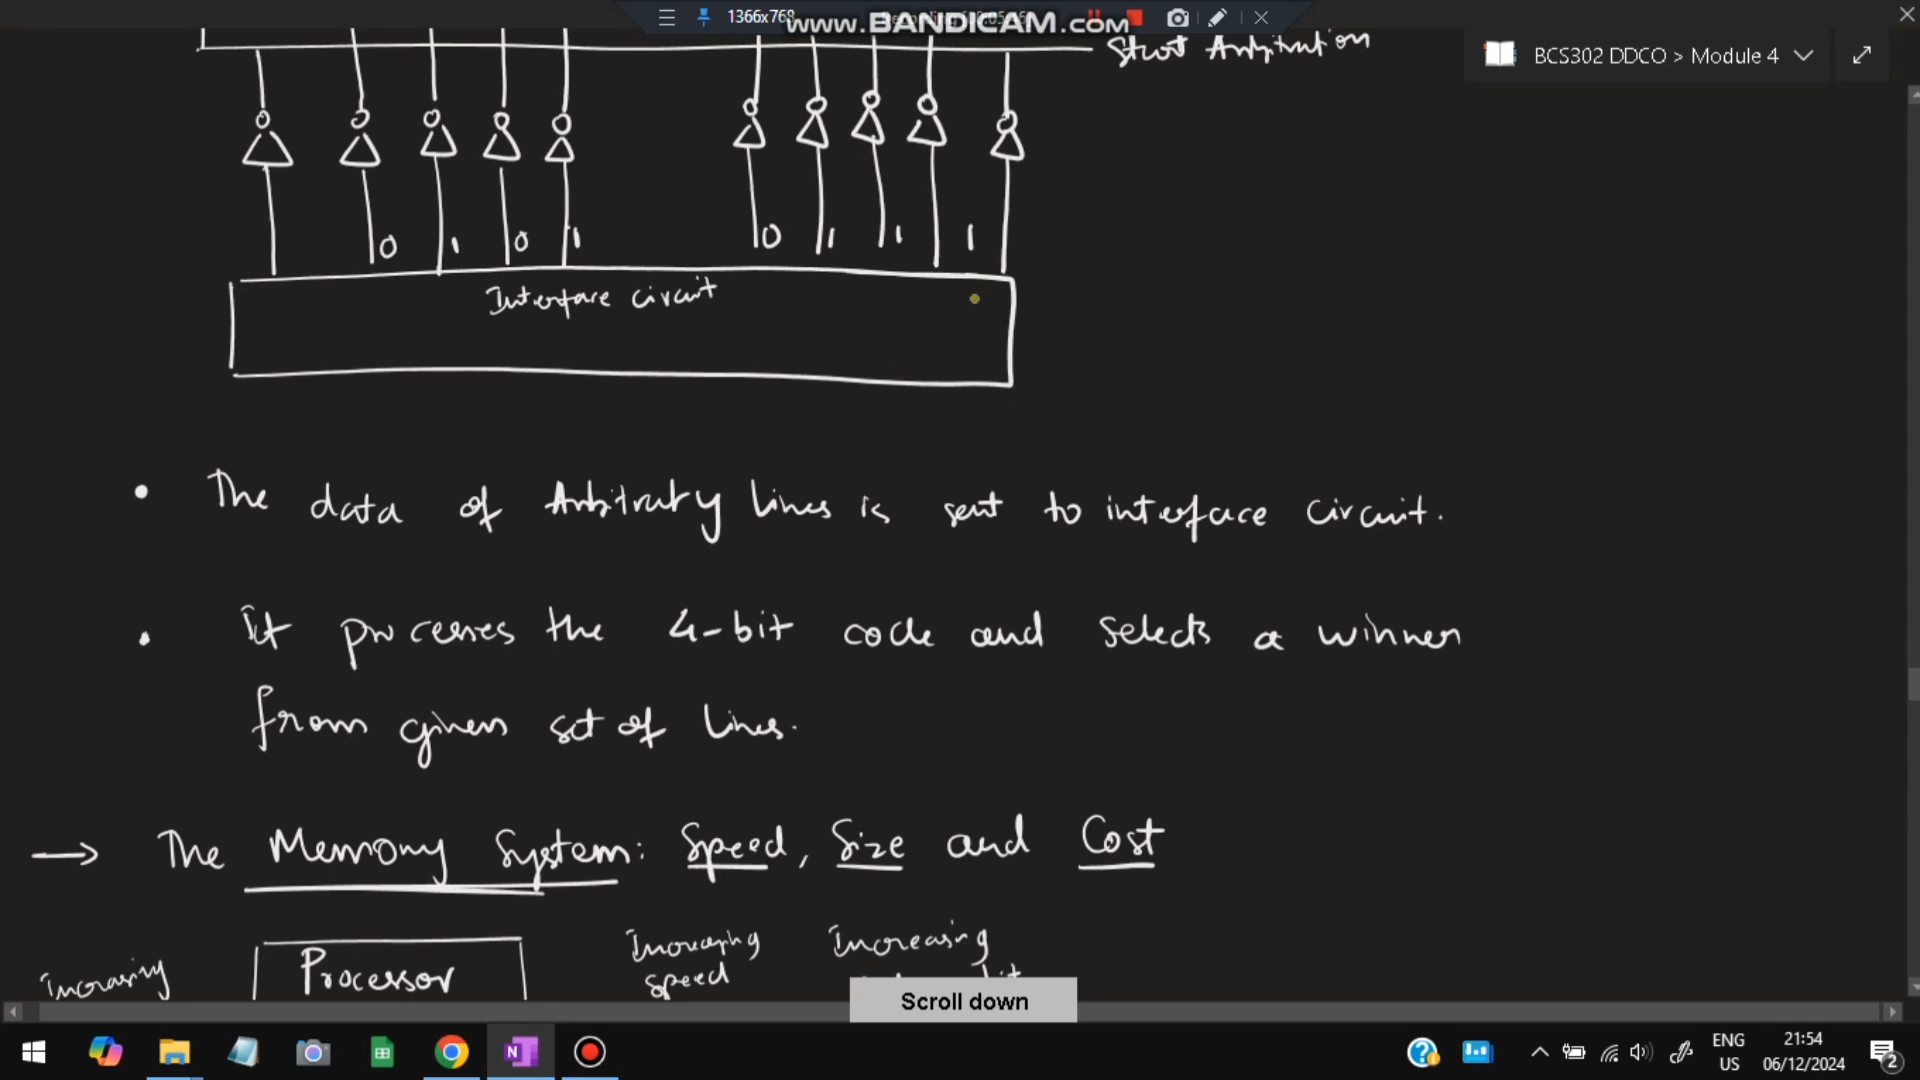 1366x768
www.BANDICAM.com
Start Arbitration
BCS302 DDCO > Module 4
0 1 0 1 0 1 1 1
Interface circuit
• The data of Arbitraty Lines is sent to interface circuit.
• It processes the 4-bit code and selects a winner
from given set of Lines.
→ The Memory System: Speed, Size and Cost
Increasing
Processor
Increasing
speed
Increasing
Scroll down
ENG
US
21:54
06/12/2024
2